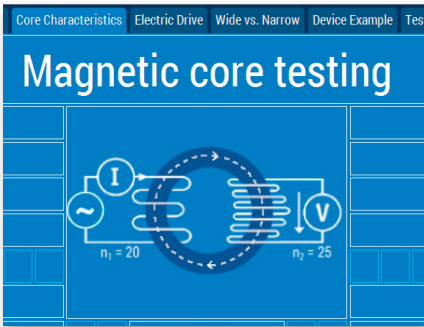 Core Characteristics Electric Drive Wide vs. Narrow Device Example
Magnetic core testing
I
~ V
n₁ = 20 n₂ = 25